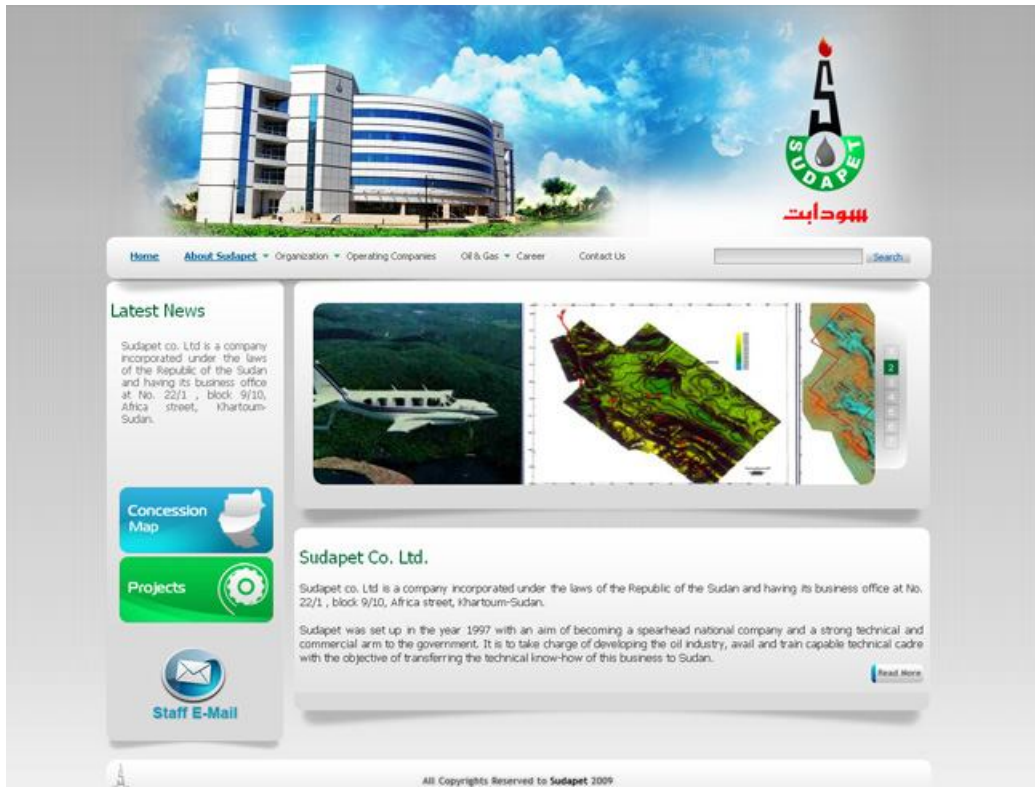 SUDAPET
سودابت
Home About Sudapet Organization Operating Companies Oil & Gas Career Contact Us Search
Latest News
Sudapet co. Ltd is a company
incorporated under the laws
of the Republic of the Sudan
and having its business office
at No. 22/1 , block 9/10,
Africa street, Khartoum-
Sudan.
2
Concession
Map
Projects
Staff E-Mail
Sudapet Co. Ltd.
Sudapet co. Ltd is a company incorporated under the laws of the Republic of the Sudan and having its business office at No.
22/1 , block 9/10, Africa street, Khartoum-Sudan.
Sudapet was set up in the year 1997 with an aim of becoming a spearhead national company and a strong technical and
commercial arm to the government. It is to take charge of developing the oil industry, avail and train capable technical cadre
with the objective of transferring the technical know-how of this business to Sudan.
Read More
All Copyrights Reserved to Sudapet 2009